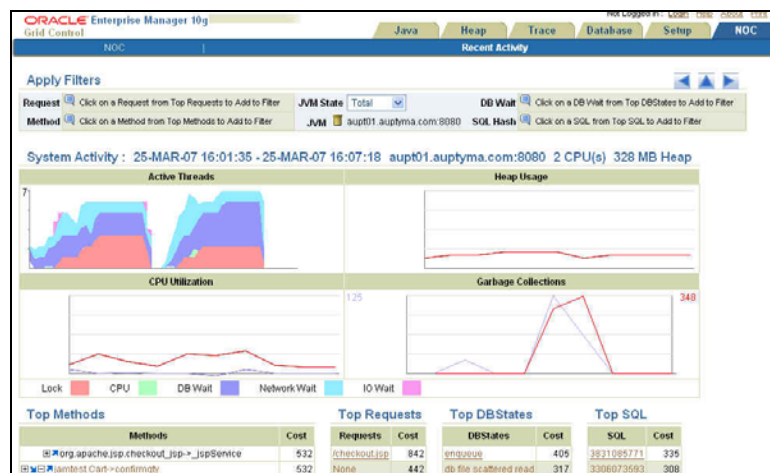 ORACLE Enterprise Manager 10g
Grid Control
Not Logged in : Login Help About Print
Java Heap Trace Database Setup NOC
NOC | Recent Activity
Apply Filters
Request Click on a Request from Top Requests to Add to Filter JVM State Total DB Wait Click on a DB Wait from Top DBStates to Add to Filter
Method Click on a Method from Top Methods to Add to Filter JVM aupt01.auptyma.com:8080 SQL Hash Click on a SQL from Top SQL to Add to Filter
System Activity : 25-MAR-07 16:01:35 - 25-MAR-07 16:07:18 aupt01.auptyma.com:8080 2 CPU(s) 328 MB Heap
Active Threads Heap Usage
7
CPU Utilization Garbage Collections
125 348
Lock CPU DB Wait Network Wait IO Wait
Top Methods Top Requests Top DBStates Top SQL
Methods Cost Requests Cost DBStates Cost SQL Cost
org.apache.jsp.checkout_jsp->_jspService 532 /checkout.jsp 842 enqueue 405 3831085771 335
jamtest.Cart->confirmqty 532 None 442 db file scattered read 317 3306073593 308